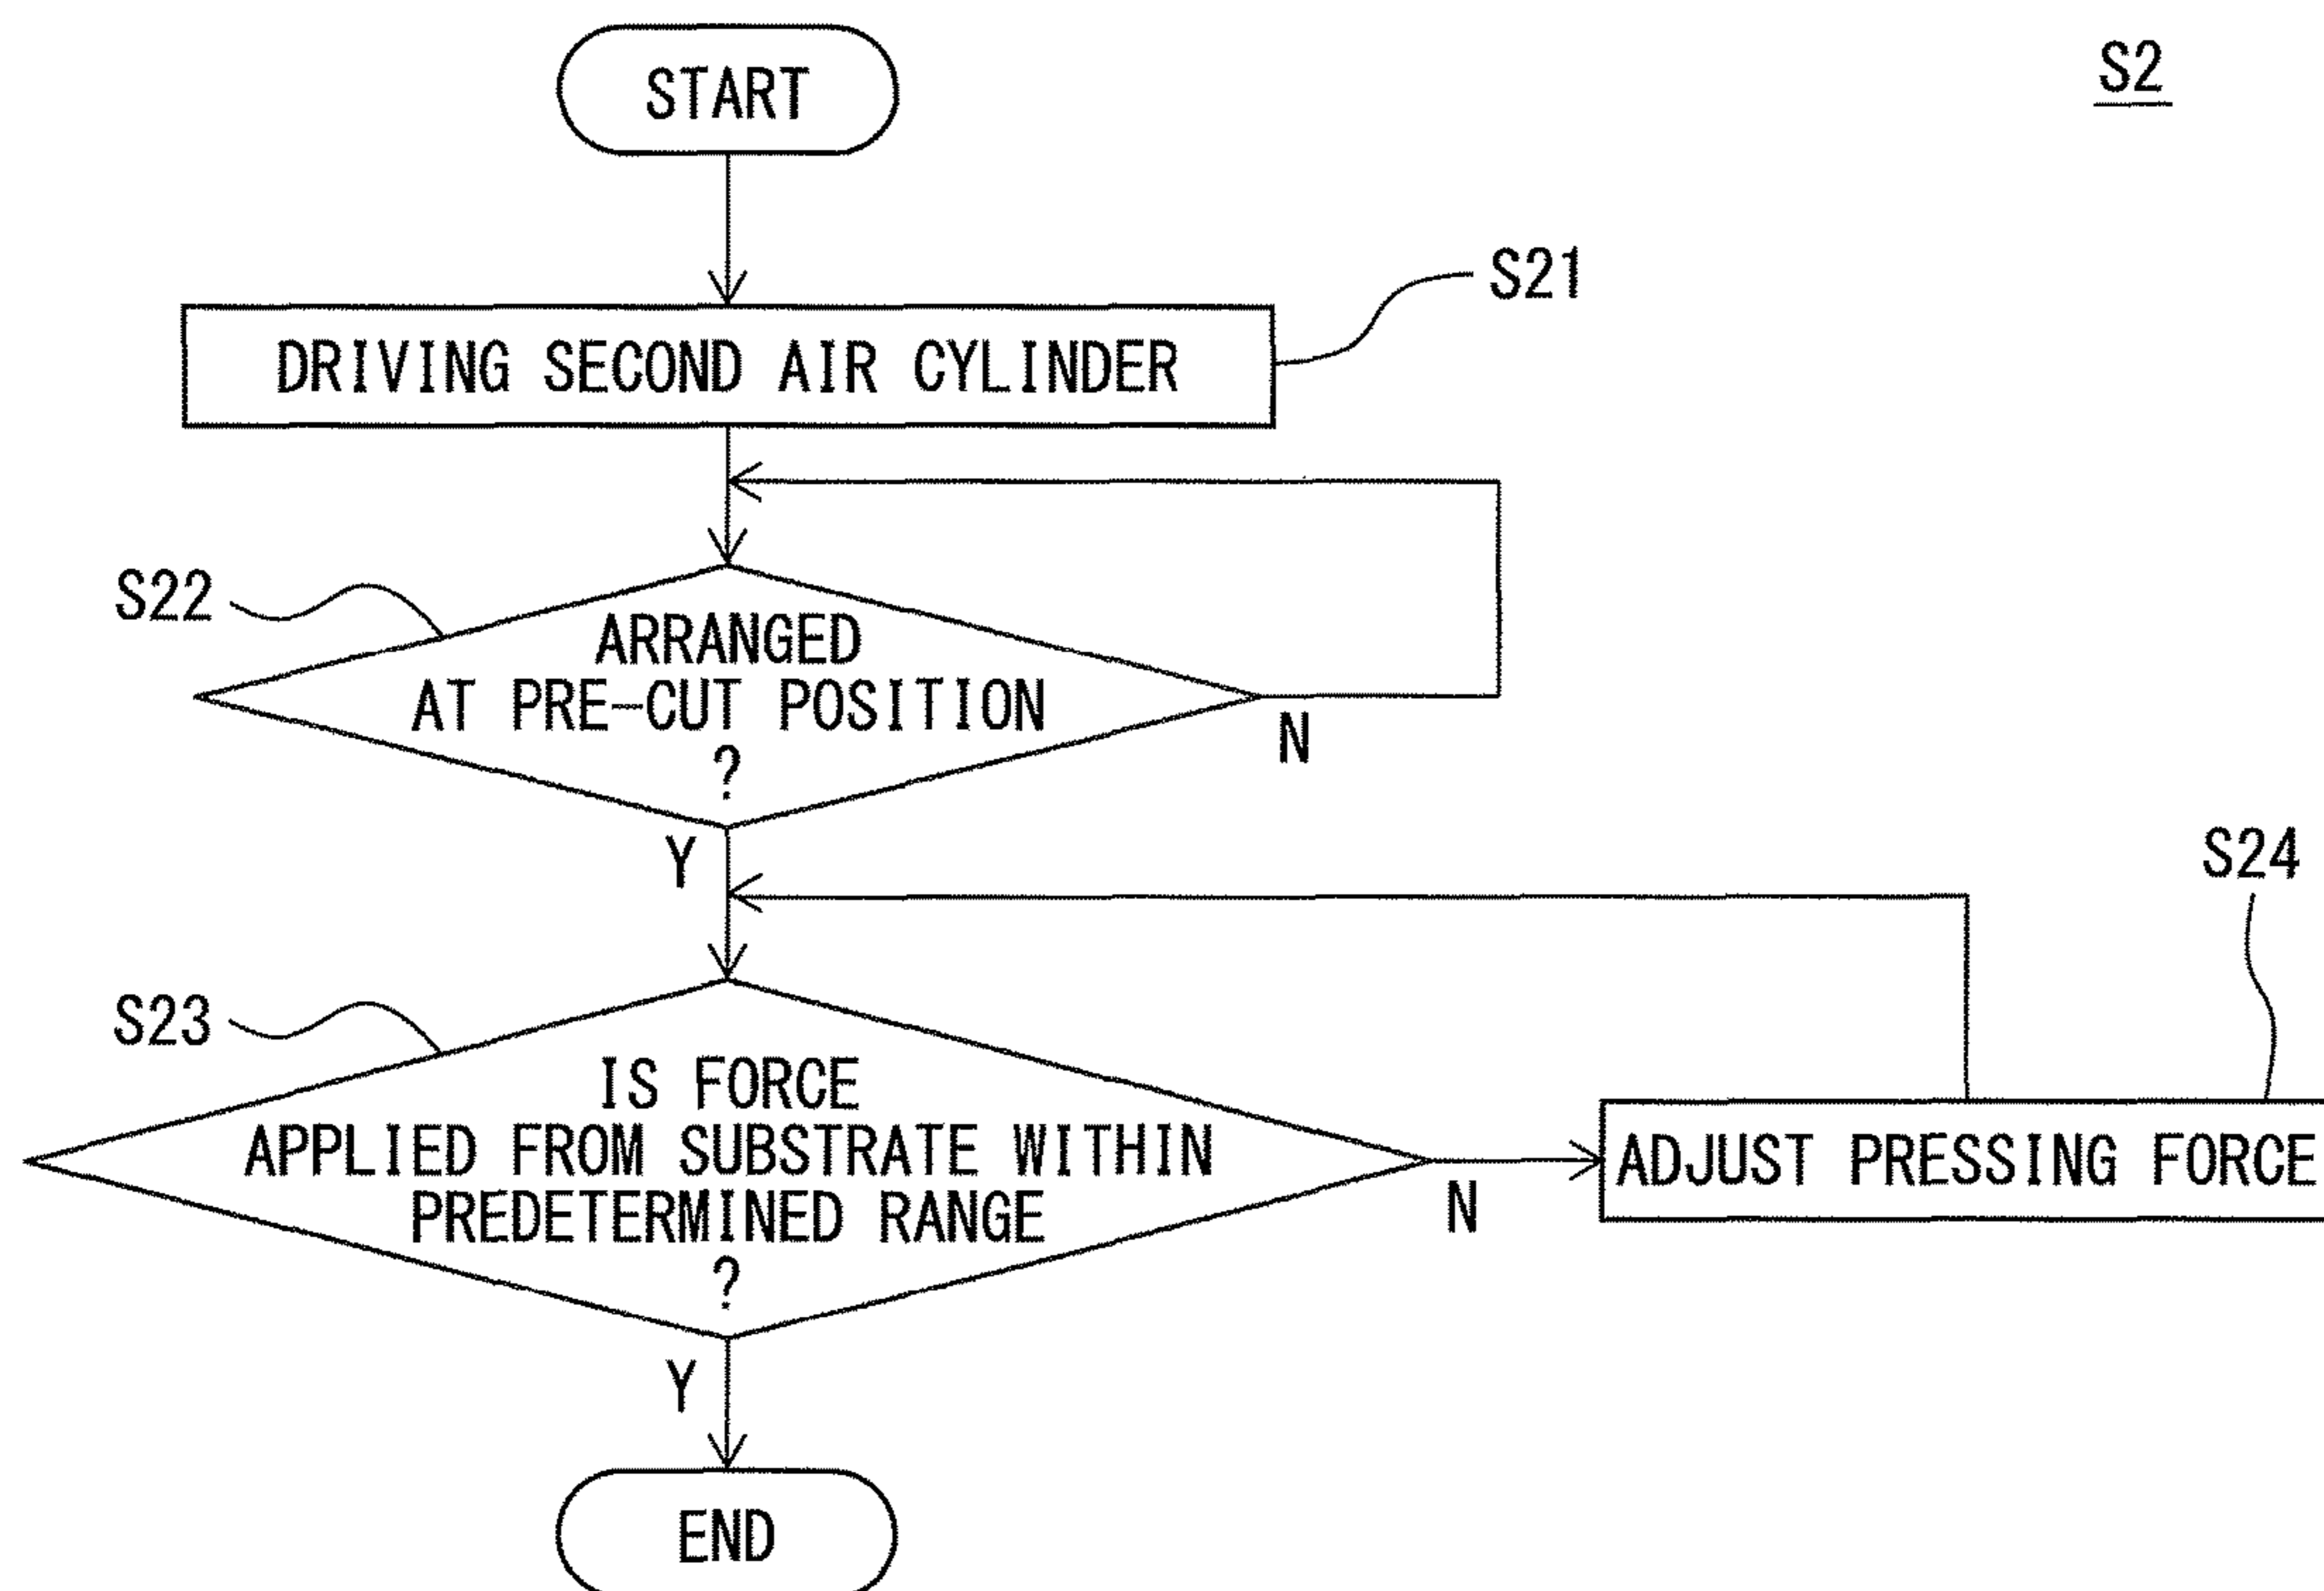 S2
START
S21
DRIVING SECOND AIR CYLINDER
S22
ARRANGED
AT PRE-CUT POSITION
?
N
Y
S24
S23
IS FORCE
APPLIED FROM SUBSTRATE WITHIN
PREDETERMINED RANGE
?
N
ADJUST PRESSING FORCE
Y
END